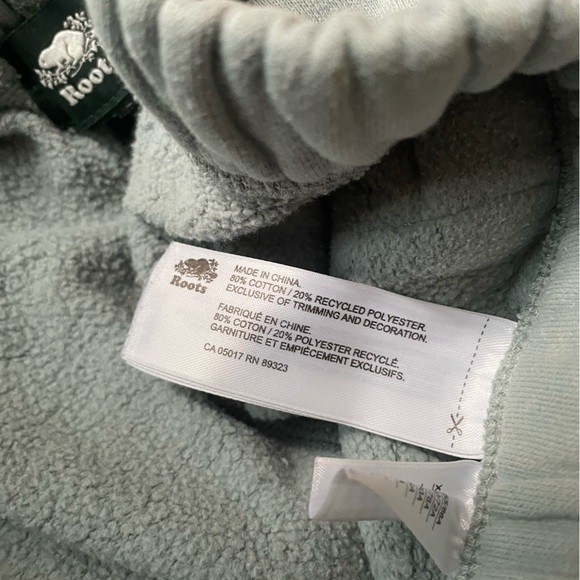 Roots
Roots
MADE IN CHINA.
80% COTTON / 20% RECYCLED POLYESTER.
EXCLUSIVE OF TRIMMING AND DECORATION.
FABRIQUÉ EN CHINE.
80% COTON / 20% POLYESTER RECYCLÉ.
GARNITURE ET EMPIÈCEMENT EXCLUSIFS.
CA 05017 RN 89323